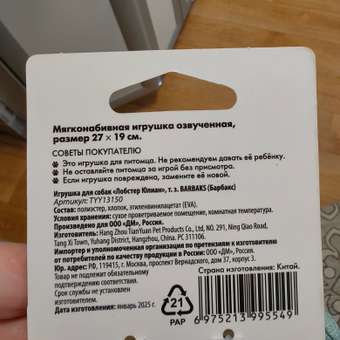 Мягконабивная игрушка озвученная,
размер 27 × 19 см.
СОВЕТЫ ПОКУПАТЕЛЮ
Это игрушка для питомца. Не рекомендуем давать её ребёнку.
Не оставляйте питомца за игрой без присмотра.
Если игрушка повреждена, замените её новой.
Игрушка для собак «Лобстер Юлиан», т. з. BARBAKS (Барбакс)
Артикул: TYY13150
Состав: полиэстер, хлопок, этиленвинилацетат (EVA).
Условия хранения: сухое проветриваемое помещение, комнатная температура.
Изготовитель: Hang Zhou TianYuan Pet Products Co., Ltd, NO. 291, Ning Qiao Road,
Tang Xi Town, Yuhang District, Hangzhou, China. PC 311106.
Импортер и уполномоченная организация по претензиям к изготовителю
от потребителей по качеству продукции в России: ООО «ДМ», Россия.
Юр. адрес: РФ, 119415, г. Москва, проспект Вернадского, дом 37, корпус 3.
Разработано для ООО «ДМ», Россия.
Товар не подлежит обязательному
подтверждению соответствия.
Срок службы не установлен.
Дата изготовления: январь 2025 г.
Страна изготовления: Китай.
21
PAP
6 975213 995549